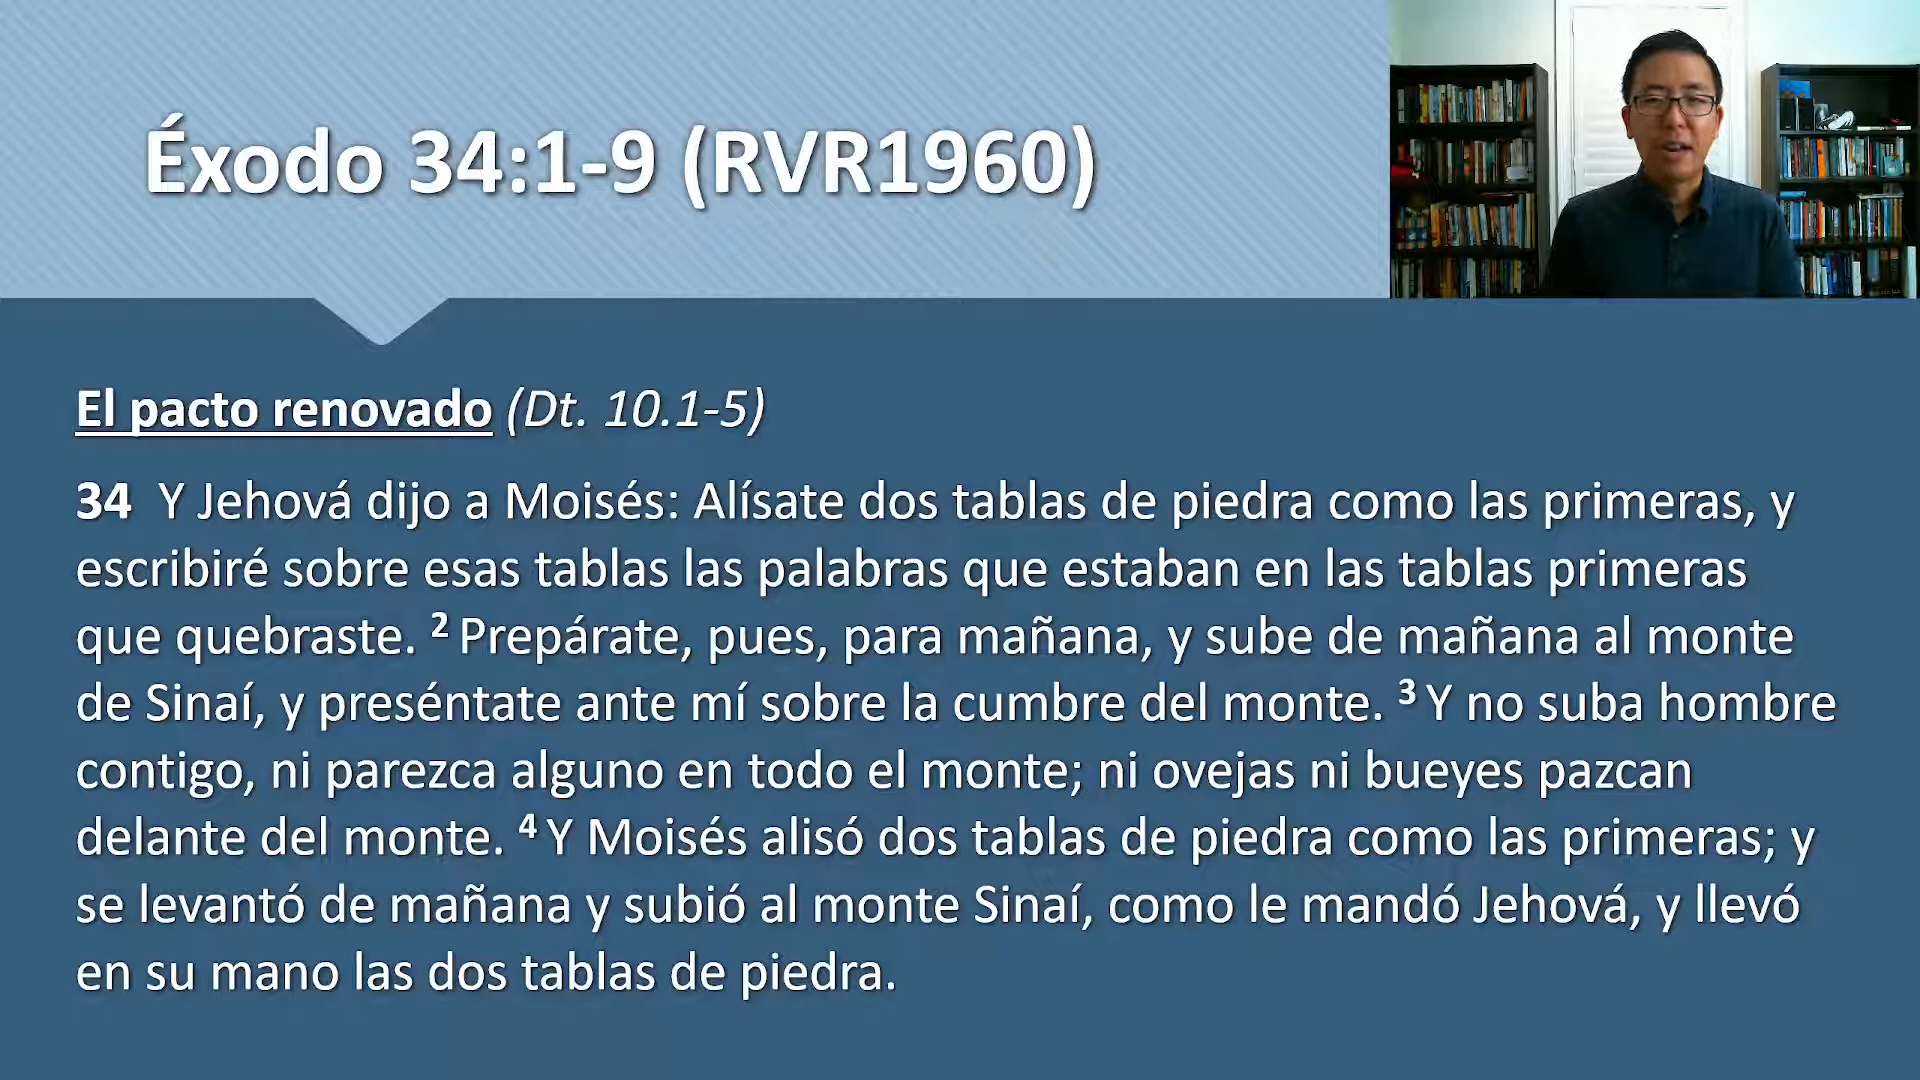 Éxodo 34:1-9 (RVR1960)
El pacto renovado (Dt. 10.1-5)
34 Y Jehová dijo a Moisés: Alísate dos tablas de piedra como las primeras, y
escribiré sobre esas tablas las palabras que estaban en las tablas primeras
que quebraste. 2 Prepárate, pues, para mañana, y sube de mañana al monte
de Sinaí, y preséntate ante mí sobre la cumbre del monte. 3 Y no suba hombre
contigo, ni parezca alguno en todo el monte; ni ovejas ni bueyes pazcan
delante del monte. 4 Y Moisés alisó dos tablas de piedra como las primeras; y
se levantó de mañana y subió al monte Sinaí, como le mandó Jehová, y llevó
en su mano las dos tablas de piedra.